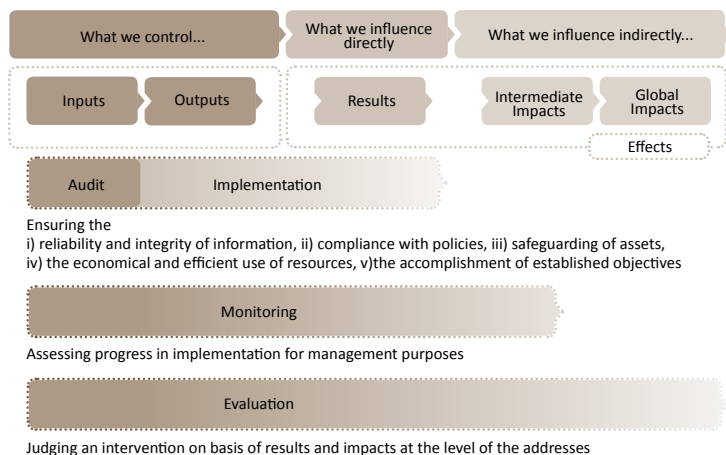 What we control...
What we influence
directly
What we influence indirectly...
Inputs
Outputs
Results
Intermediate
Impacts
Global
Impacts
Effects
Audit
Implementation
Ensuring the
i) reliability and integrity of information, ii) compliance with policies, iii) safeguarding of assets,
iv) the economical and efficient use of resources, v)the accomplishment of established objectives
Monitoring
Assessing progress in implementation for management purposes
Evaluation
Judging an intervention on basis of results and impacts at the level of the addresses